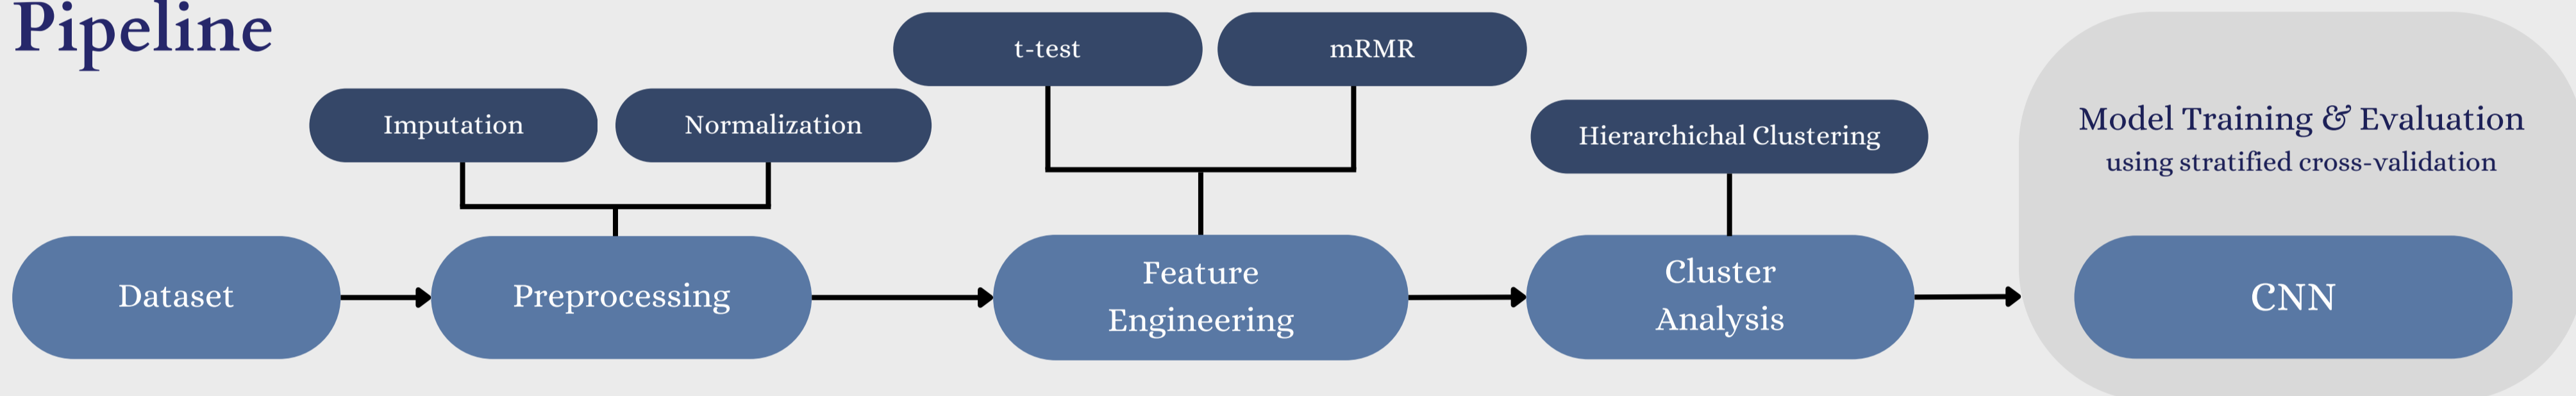 Pipeline
t-test
mRMR
Imputation
Normalization
Hierarchichal Clustering
Model Training & Evaluation
using stratified cross-validation
Dataset
Preprocessing
Feature
Engineering
Cluster
Analysis
CNN